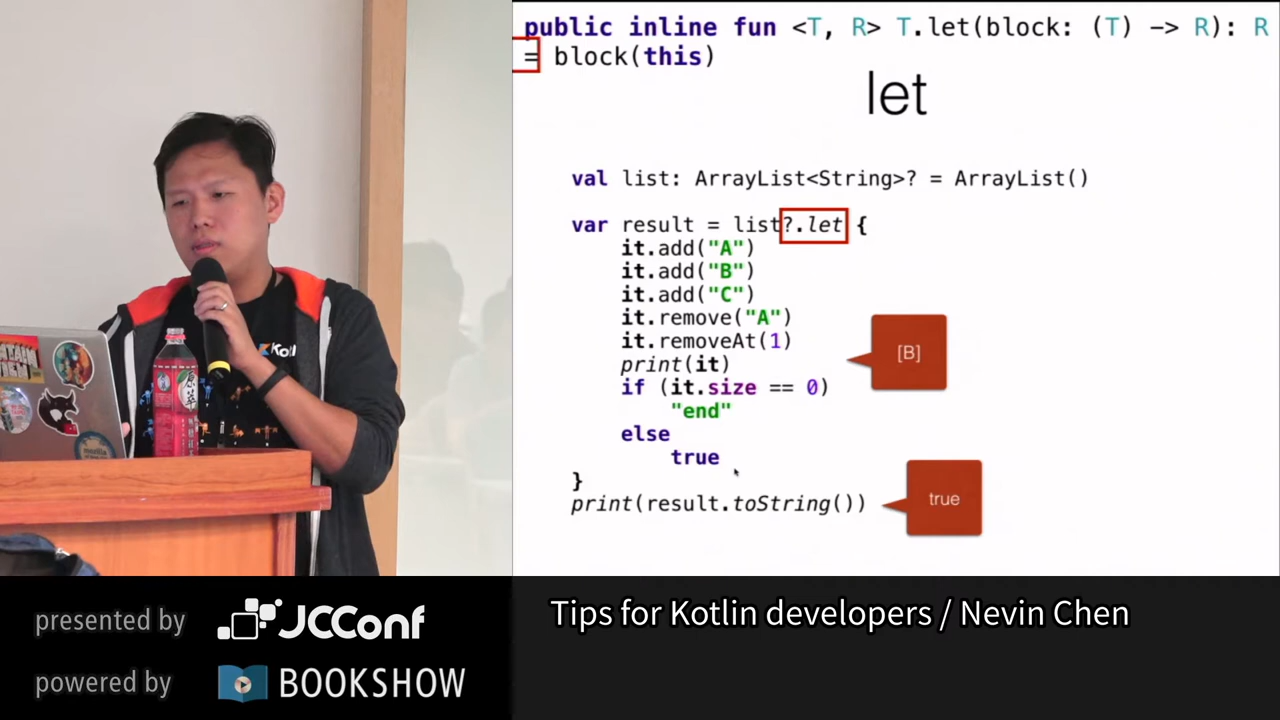 public inline fun <T, R> T.let(block: (T) -> R): R
= block(this)
let
val list: ArrayList<String>? = ArrayList()
var result = list?.let {
it.add("A")
it.add("B")
it.add("C")
it.remove("A")
it.removeAt(1)
print(it)
[B]
if (it.size == 0)
"end"
else
true
}
print(result.toString())
true
Kotl
mozilla
presented by
JCConf
powered by
BOOKSHOW
Tips for Kotlin developers / Nevin Chen